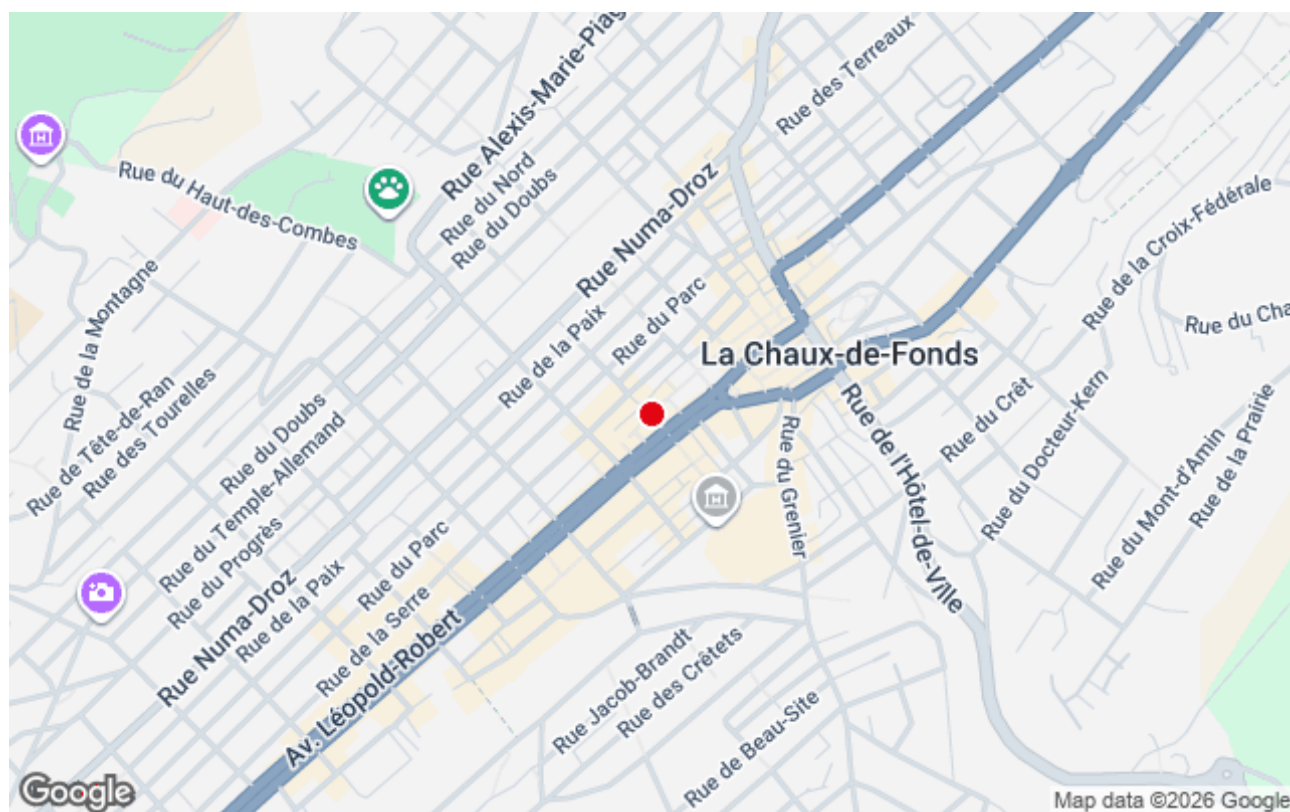 Rue Alexis-Marie-Piag
Rue des Terreaux
Rue du Haut-des-Combes
Rue du Nord
Rue du Doubs
Rue Numa-Droz
Rue de la Croix-Fédérale
Rue de la Montagne
Rue de la Paix
Rue du Parc
Rue du Cha
La Chaux-de-Fonds
Rue de Tête-de-Ran
Rue des Tourelles
Rue du Doubs
Rue du Temple-Allemand
Rue du Progrès
Rue Numa-Droz
Rue de la Paix
Rue du Parc
Rue de la Serre
Av. Léopold-Robert
Rue du Grenier
Rue de l'Hôtel-de-Ville
Rue du Crêt
Rue du Docteur-Kern
Rue du Mont-d'Amin
Rue de la Prairie
Rue Jacob-Brandt
Rue des Crêtets
Rue de Beau-Site
Google
Map data ©2026 Google